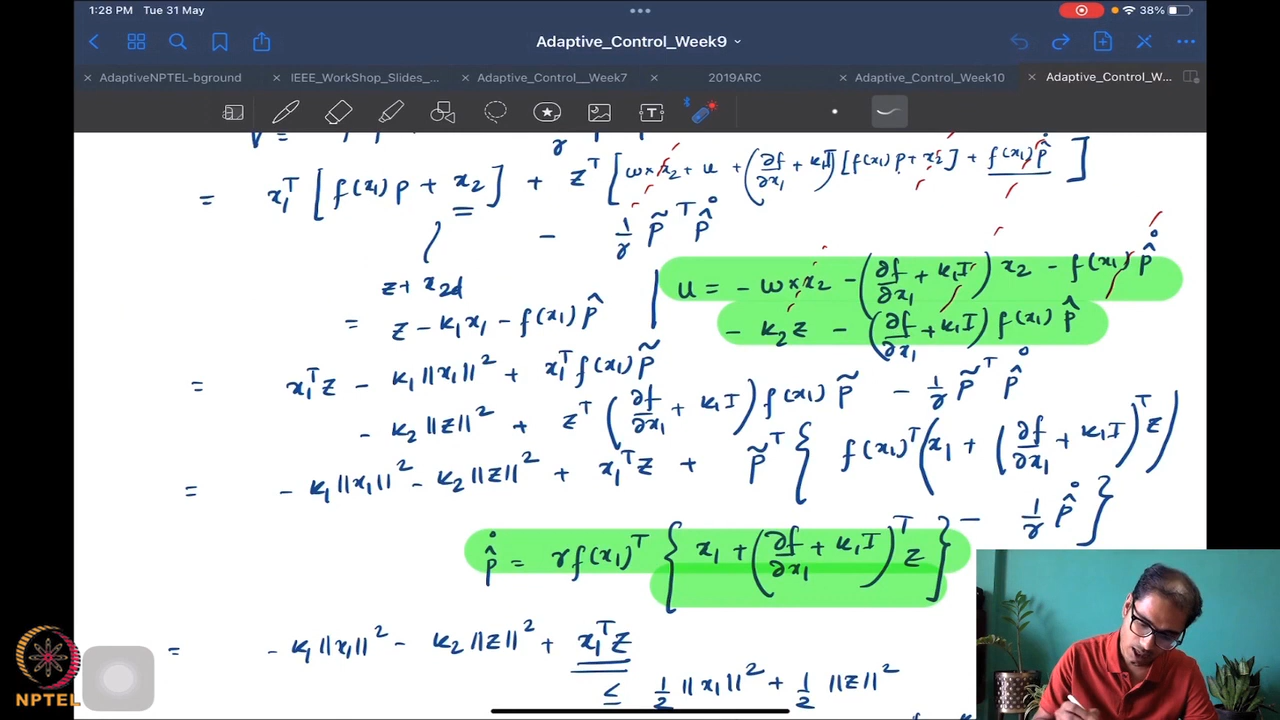 1:28 PM Tue 31 May
38%
Adaptive_Control_Week9
AdaptiveNPTEL-bground
IEEE_WorkShop_Slides_...
Adaptive_Control__Week7
2019ARC
Adaptive_Control_Week10
Adaptive_Control_W...
= x₁ᵀ [ f(x₁) p + x₂ ] + zᵀ [ ω × x₂ + u + (∂f/∂x₁ + k₁I) [f(x₁) p + x₂] + f(x₁) p̂̇ ]
− 1/γ p̃ᵀ p̂̇
z + x₂d
u = − ω × x₂ − (∂f/∂x₁ + k₁I) x₂ − f(x₁) p̂̇
= z − k₁x₁ − f(x₁) p̂
− k₂ z − (∂f/∂x₁ + k₁I) f(x₁) p̂
= x₁ᵀz − k₁ ||x₁||² + x₁ᵀ f(x₁) p̃
− k₂ ||z||² + zᵀ (∂f/∂x₁ + k₁I) f(x₁) p̃ − 1/γ p̃ᵀ p̂̇
= − k₁ ||x₁||² − k₂ ||z||² + x₁ᵀz + p̃ᵀ { f(x₁)ᵀ (x₁ + (∂f/∂x₁ + k₁I)ᵀ z)
− 1/γ p̂̇ }
p̂̇ = γ f(x₁)ᵀ { x₁ + (∂f/∂x₁ + k₁I)ᵀ z }
= − k₁ ||x₁||² − k₂ ||z||² + x₁ᵀz
≤ 1/2 ||x₁||² + 1/2 ||z||²
NPTEL